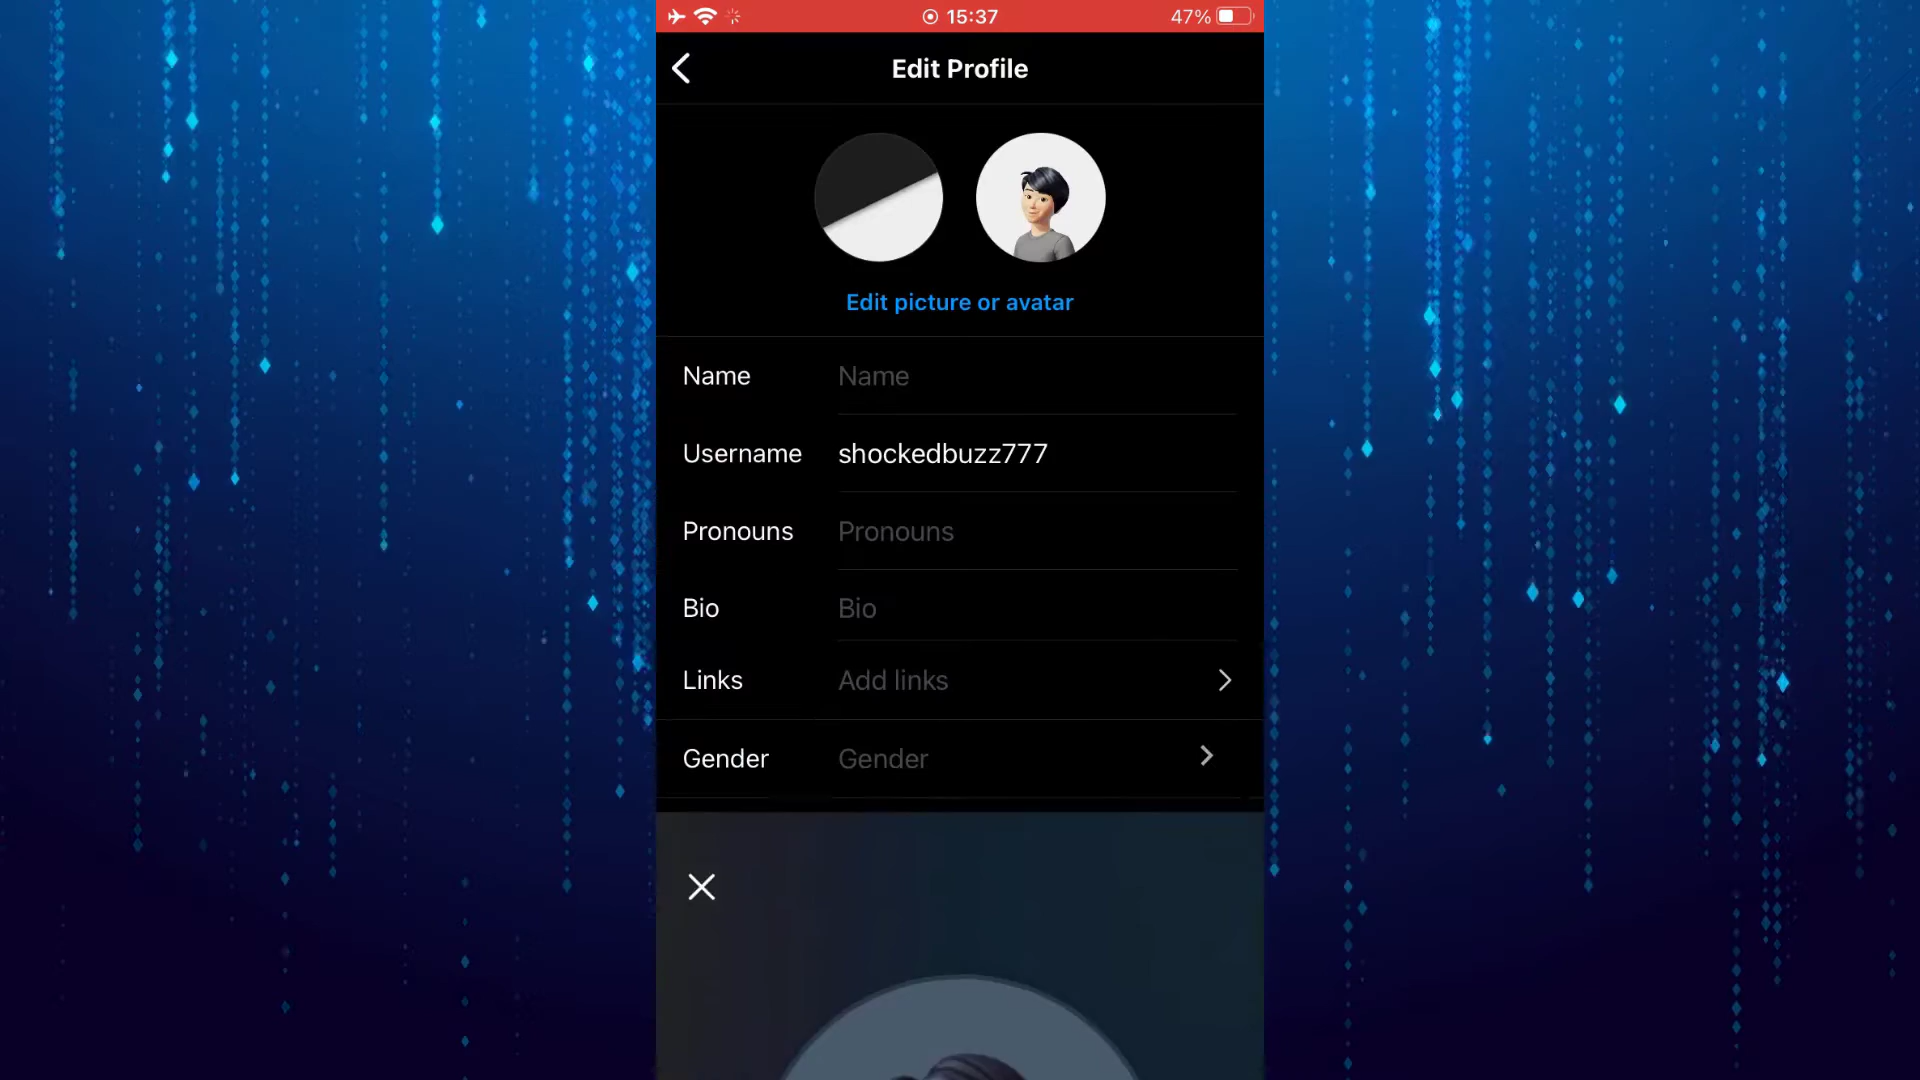 15:37
47%
Edit Profile
Edit picture or avatar
Name Name
Username shockedbuzz777
Pronouns Pronouns
Bio Bio
Links Add links
Gender Gender